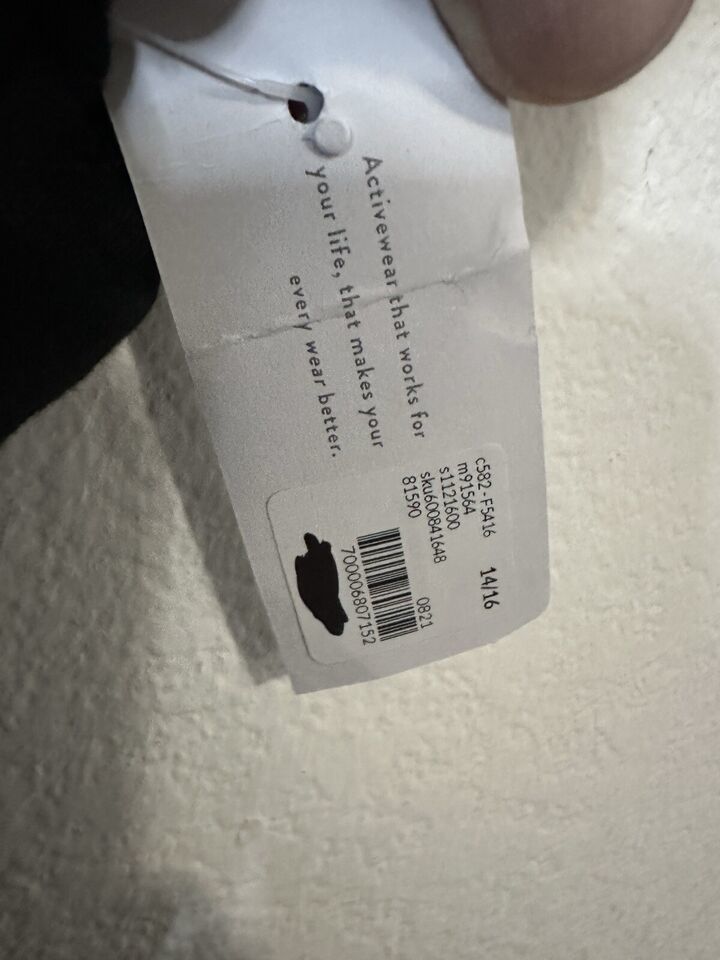 Activewear that works for
your life, that makes your
every wear better.
c582-F5416 14/16
m91564
s1121600
sku600841648
81590 0821
700006807152